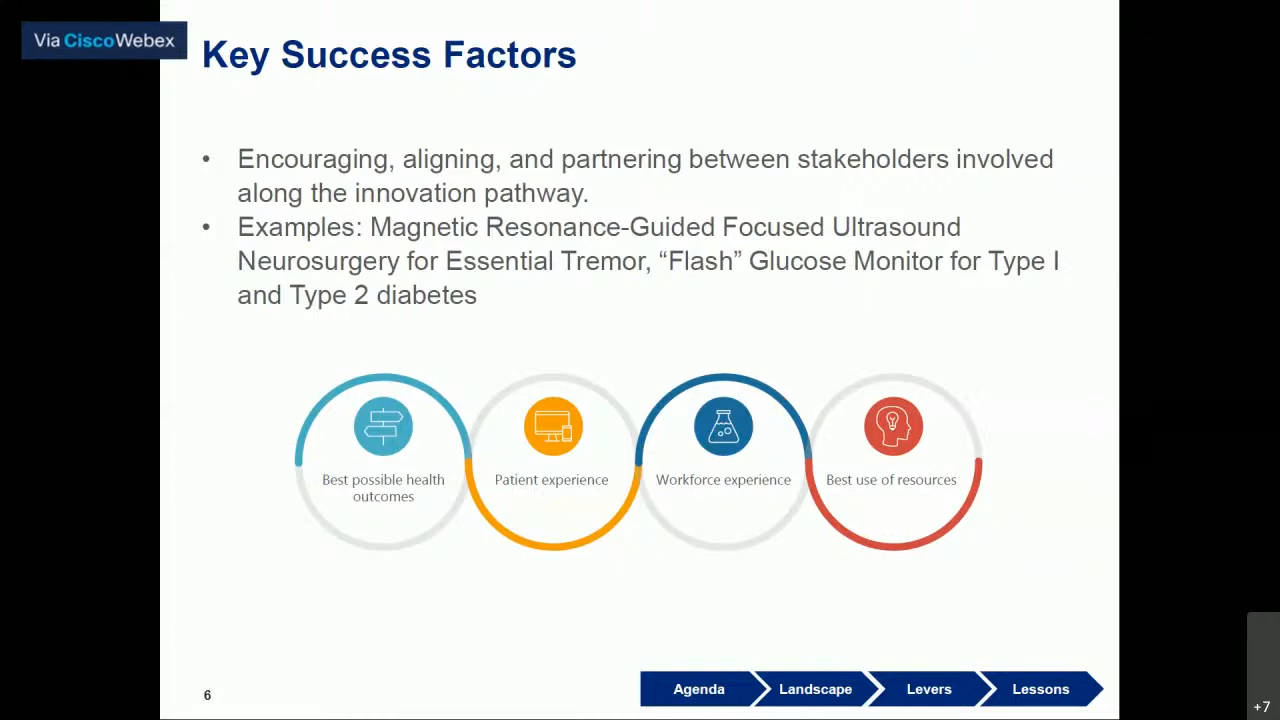 Via CiscoWebex
Key Success Factors
• Encouraging, aligning, and partnering between stakeholders involved
along the innovation pathway.
• Examples: Magnetic Resonance-Guided Focused Ultrasound
Neurosurgery for Essential Tremor, “Flash” Glucose Monitor for Type I
and Type 2 diabetes
Best possible health
outcomes
Patient experience
Workforce experience
Best use of resources
6
Agenda
Landscape
Levers
Lessons
+7